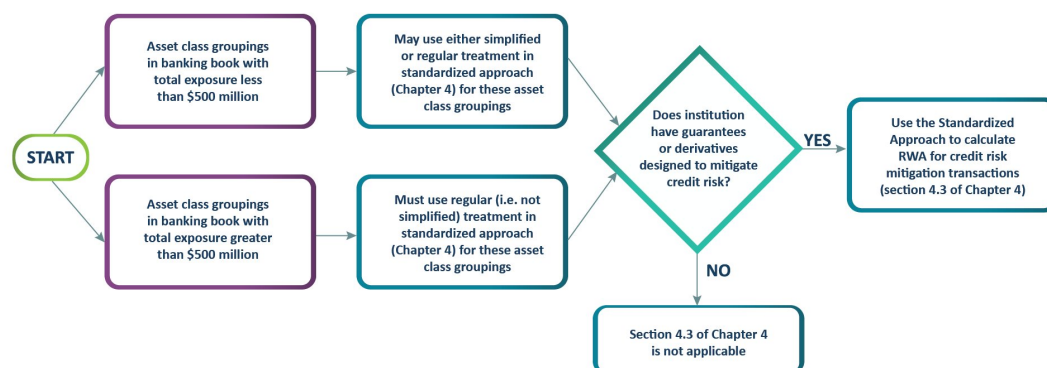 START
Asset class groupings
in banking book with
total exposure less
than $500 million
May use either simplified
or regular treatment in
standardized approach
(Chapter 4) for these asset
class groupings
Asset class groupings
in banking book with
total exposure greater
than $500 million
Must use regular (i.e. not
simplified) treatment in
standardized approach
(Chapter 4) for these asset
class groupings
Does institution
have guarantees
or derivatives
designed to mitigate
credit risk?
YES
Use the Standardized
Approach to calculate
RWA for credit risk
mitigation transactions
(section 4.3 of Chapter 4)
NO
Section 4.3 of Chapter 4
is not applicable